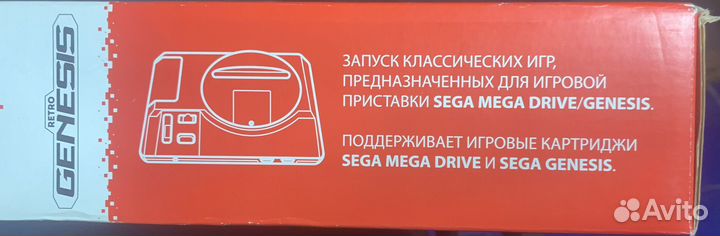 RETRO
GENESIS
ЗАПУСК КЛАССИЧЕСКИХ ИГР,
ПРЕДНАЗНАЧЕННЫХ ДЛЯ ИГРОВОЙ
ПРИСТАВКИ SEGA MEGA DRIVE/GENESIS.
ПОДДЕРЖИВАЕТ ИГРОВЫЕ КАРТРИДЖИ
SEGA MEGA DRIVE И SEGA GENESIS.
Avito